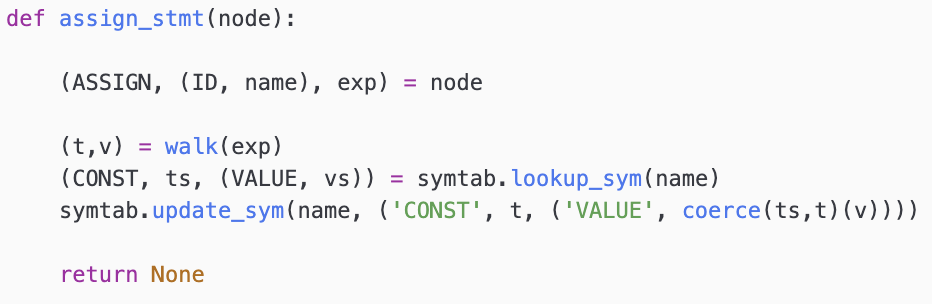 def assign_stmt(node):
(ASSIGN, (ID, name), exp) = node
(t,v) = walk(exp)
(CONST, ts, (VALUE, vs)) = symtab.lookup_sym(name)
symtab.update_sym(name, ('CONST', t, ('VALUE', coerce(ts,t)(v))))
return None